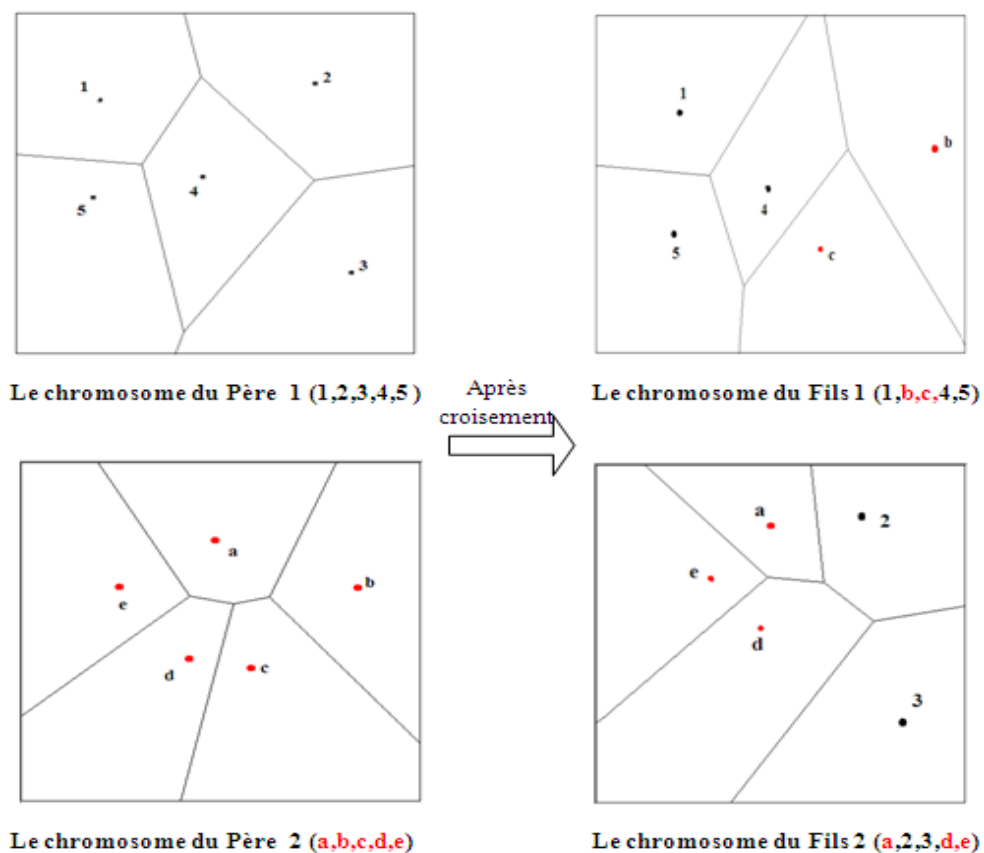 1
2
4
5
3
Le chromosome du Père 1 (1,2,3,4,5 )
1
b
4
5
c
Le chromosome du Fils 1 (1,b,c,4,5)
Après
croisement
a
b
e
d
c
Le chromosome du Père 2 (a,b,c,d,e)
a
2
e
d
3
Le chromosome du Fils 2 (a,2,3,d,e)